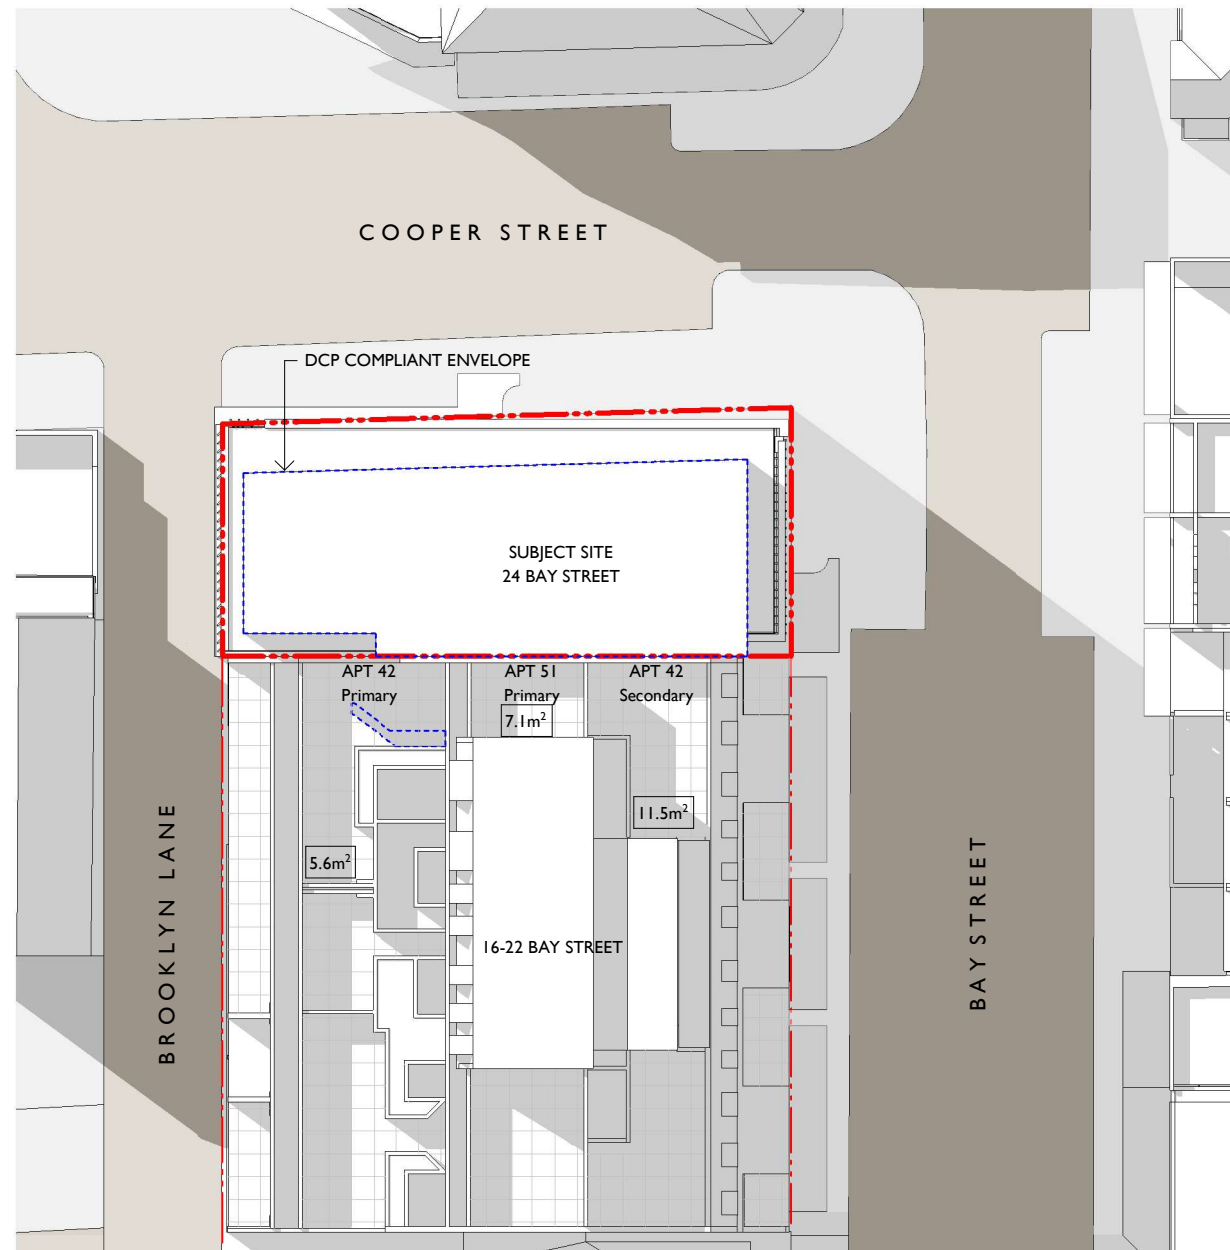 COOPER STREET
DCP COMPLIANT ENVELOPE
SUBJECT SITE
24 BAY STREET
APT 42
Primary
APT 51
Primary
APT 42
Secondary
7.1m²
11.5m²
5.6m²
16-22 BAY STREET
BROOKLYN LANE
BAY STREET